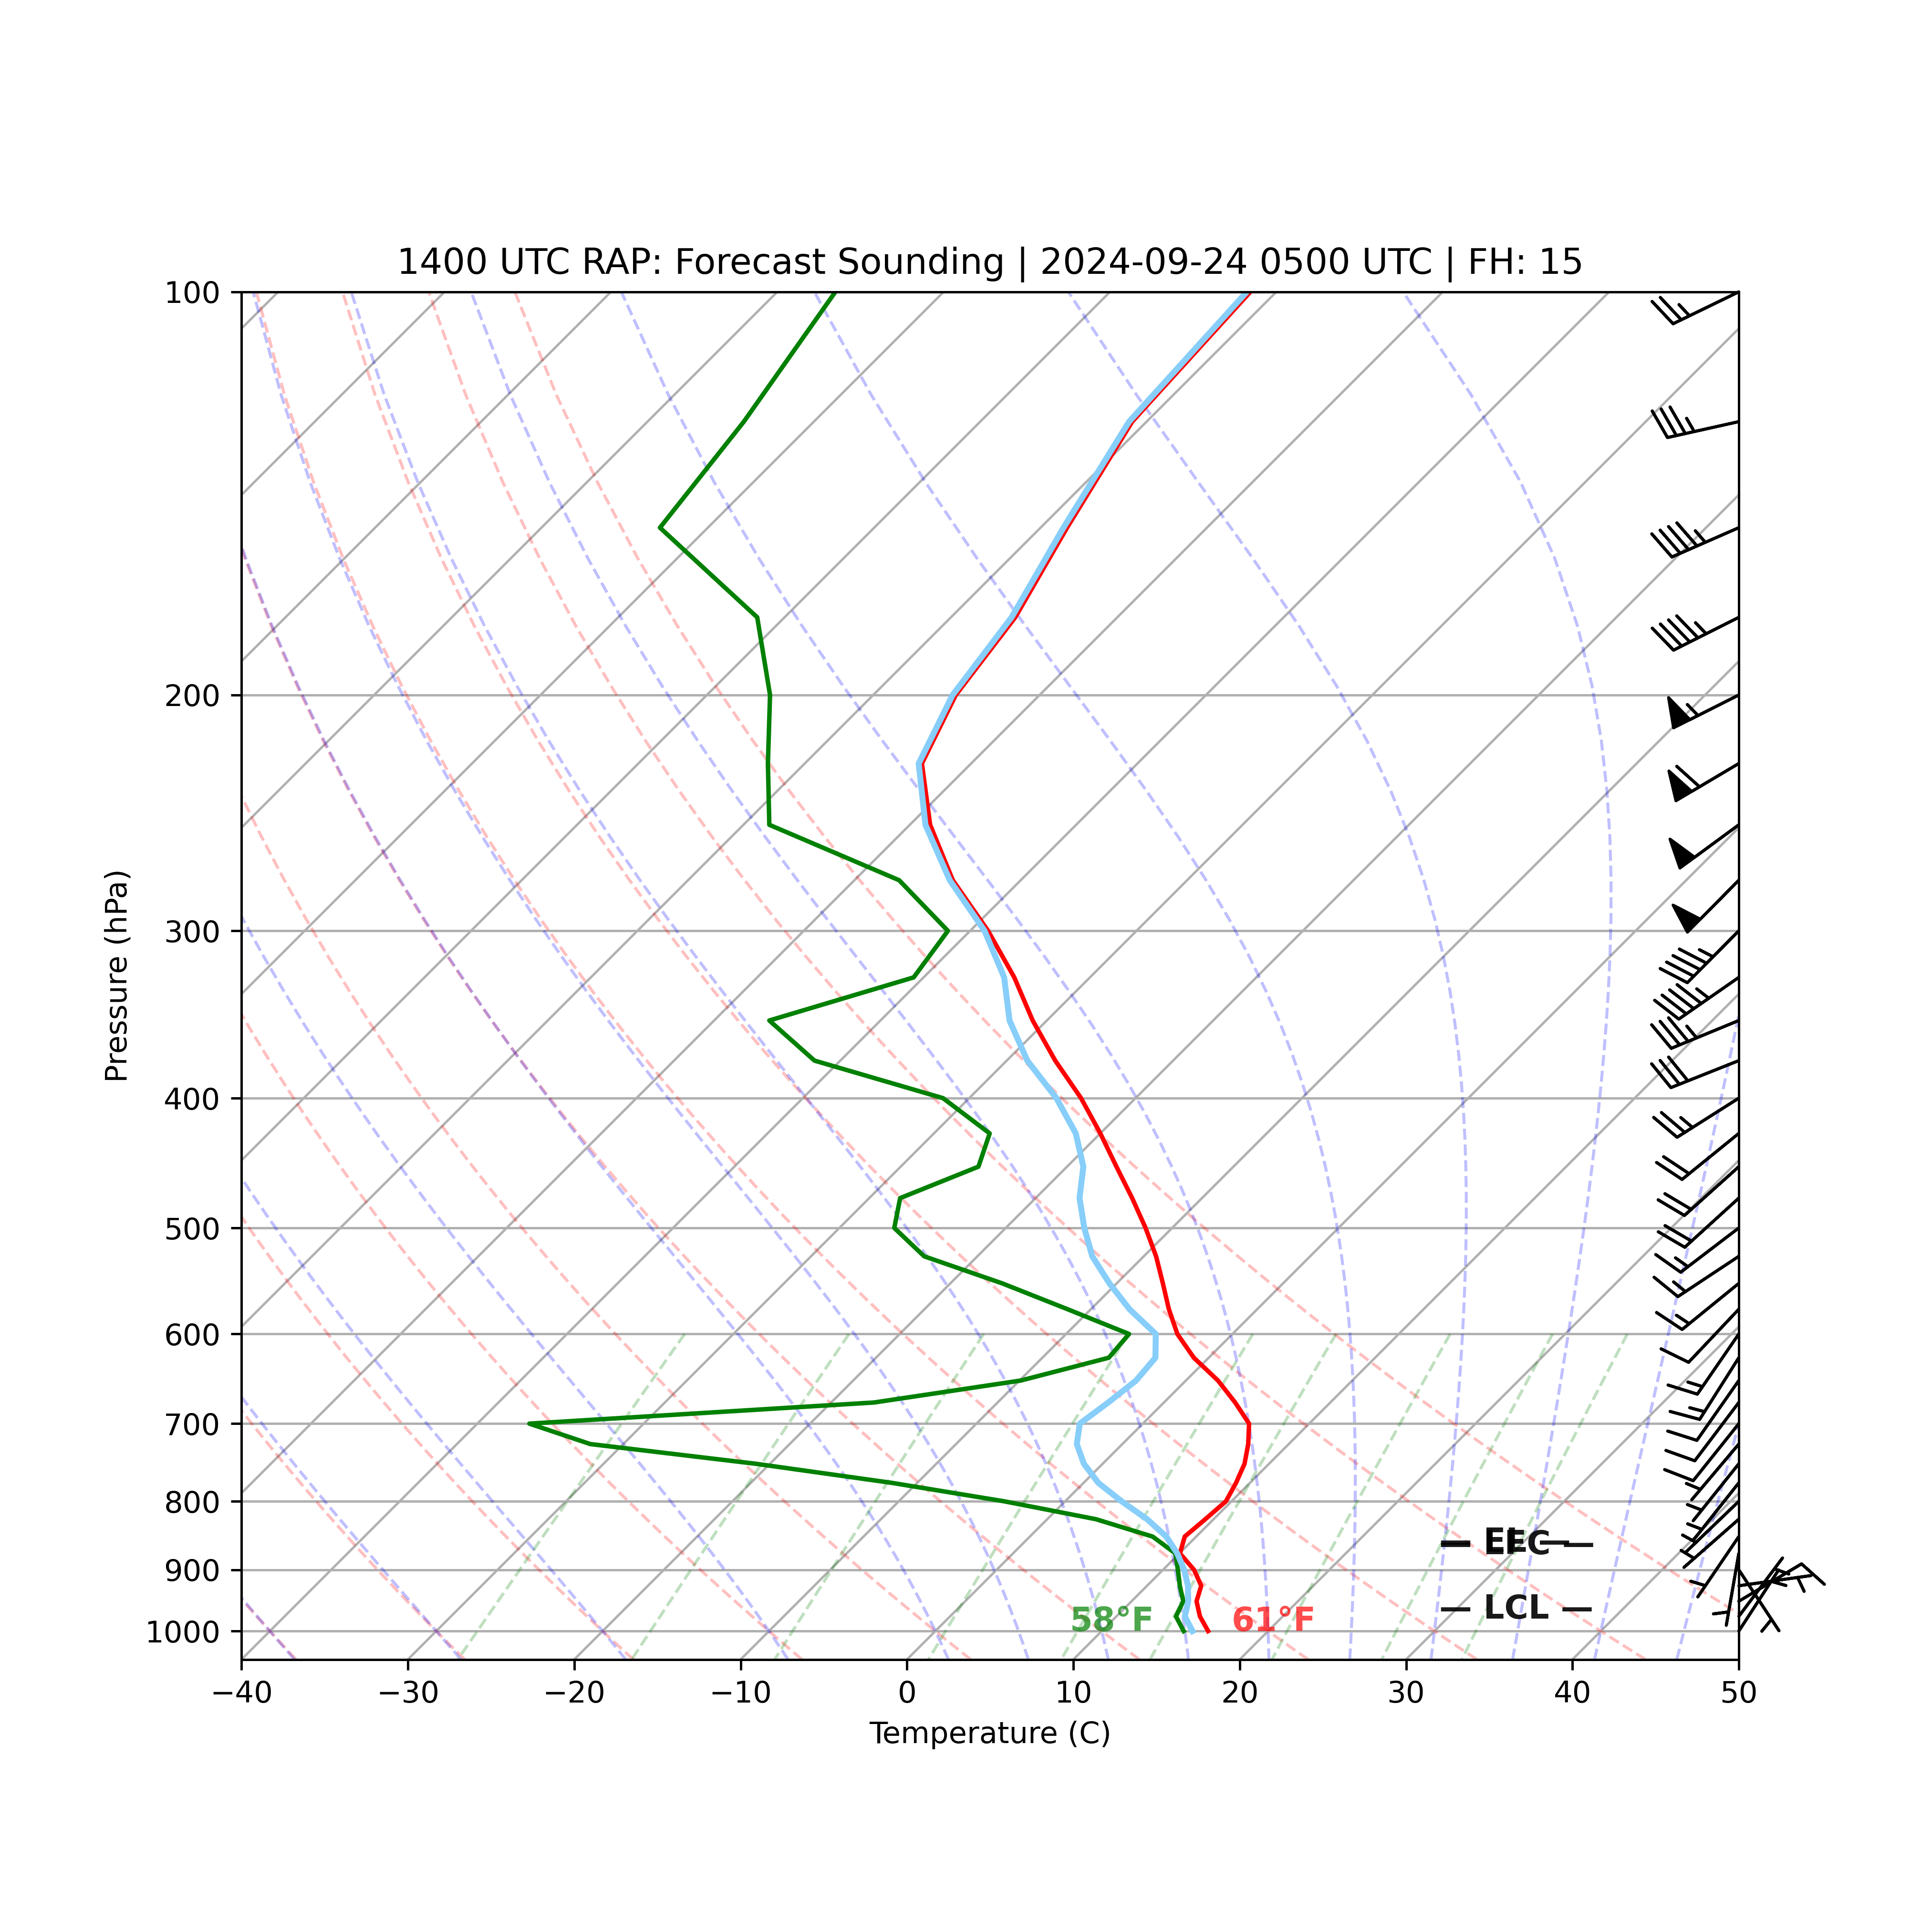 1400 UTC RAP: Forecast Sounding | 2024-09-24 0500 UTC | FH: 15
100
200
300
400
500
600
700
800
900
1000
Pressure (hPa)
— LCL —
58°F
61°F
−40 −30 −20 −10 0 10 20 30 40 50
Temperature (C)